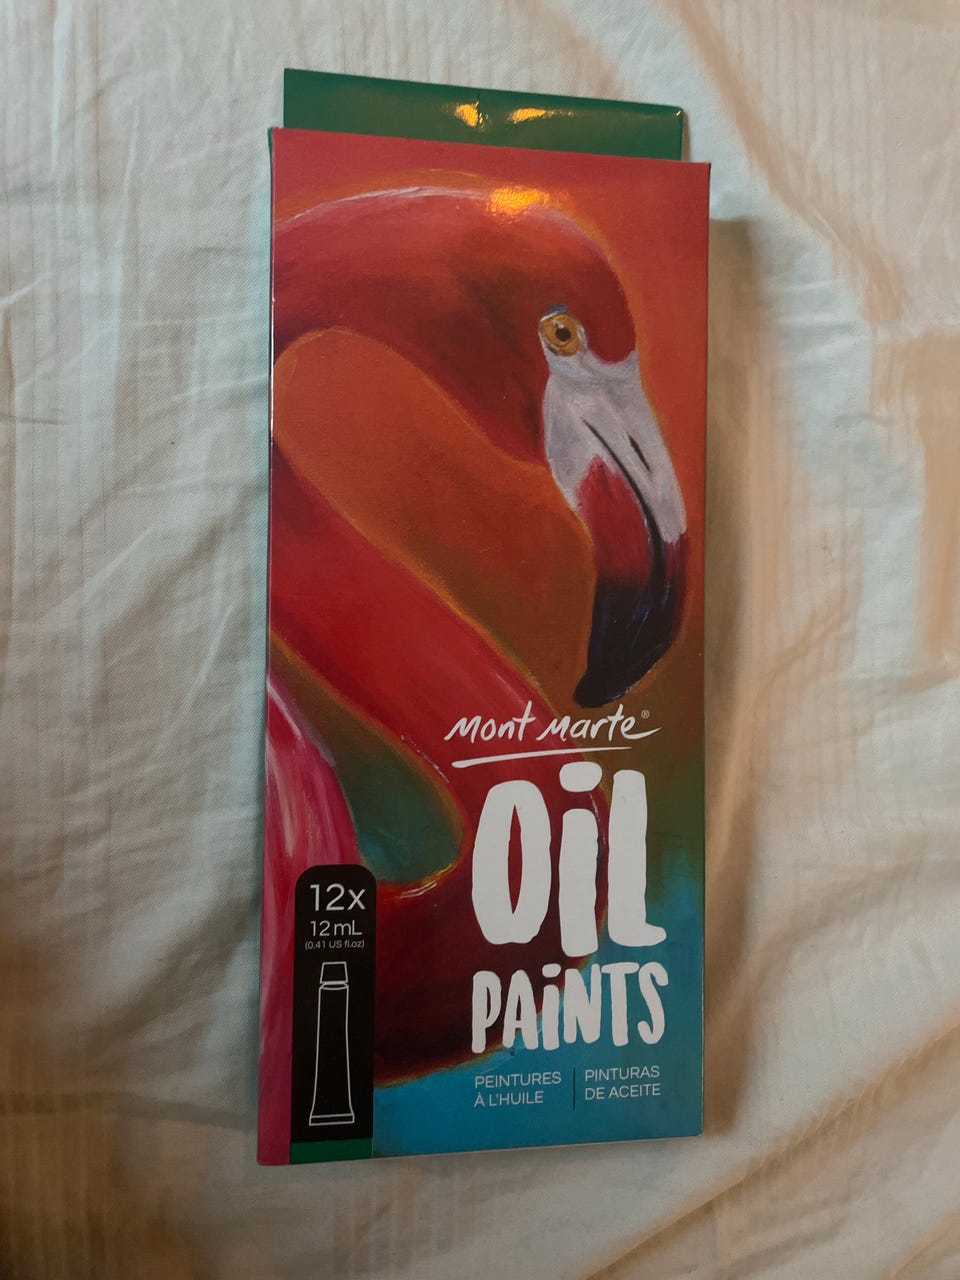 Mont Marte®
OiL
PAiNTS
PEINTURES
À L'HUILE
PINTURAS
DE ACEITE
12x
12 mL
(0.41 US fl.oz)